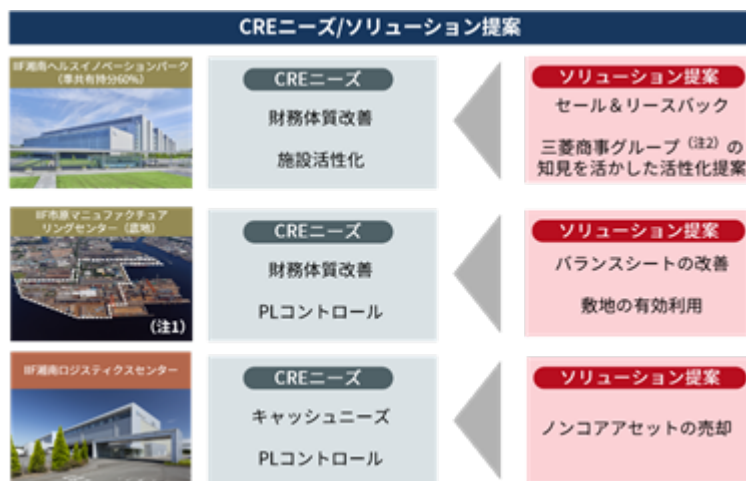 CREニーズ/ソリューション提案
IIF湘南ヘルスイノベーションパーク
（準共有持分60%）
CREニーズ
財務体質改善
施設活性化
ソリューション提案
セール＆リースバック
三菱商事グループ（注2）の
知見を活かした活性化提案
IIF市原マニュファクチュア
リングセンター（底地）
（注1）
CREニーズ
財務体質改善
PLコントロール
ソリューション提案
バランスシートの改善
敷地の有効利用
IIF湘南ロジスティクスセンター
CREニーズ
キャッシュニーズ
PLコントロール
ソリューション提案
ノンコアアセットの売却